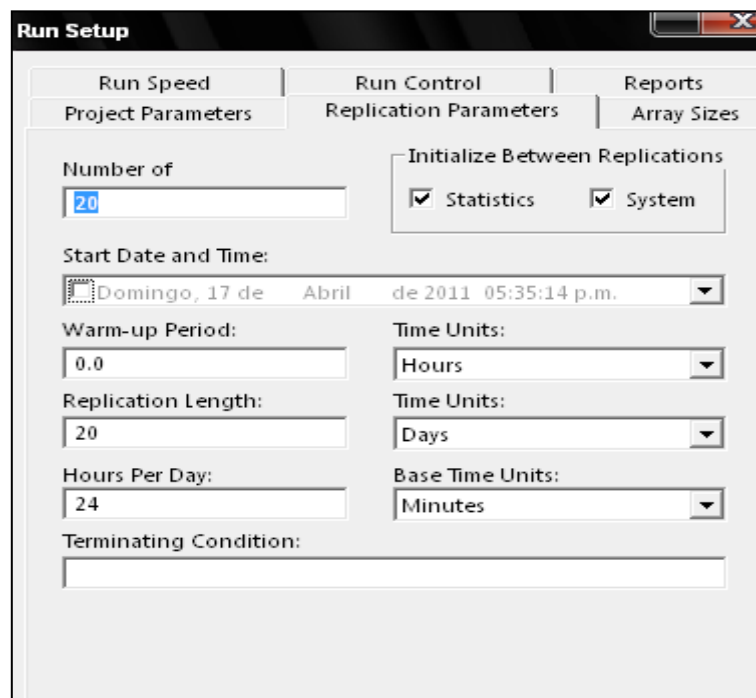 Run Setup
Run Speed Run Control Reports
Project Parameters Replication Parameters Array Sizes
Number of
20
Initialize Between Replications
Statistics System
Start Date and Time:
Domingo, 17 de Abril de 2011 05:35:14 p.m.
Warm-up Period: Time Units:
0.0 Hours
Replication Length: Time Units:
20 Days
Hours Per Day: Base Time Units:
24 Minutes
Terminating Condition: